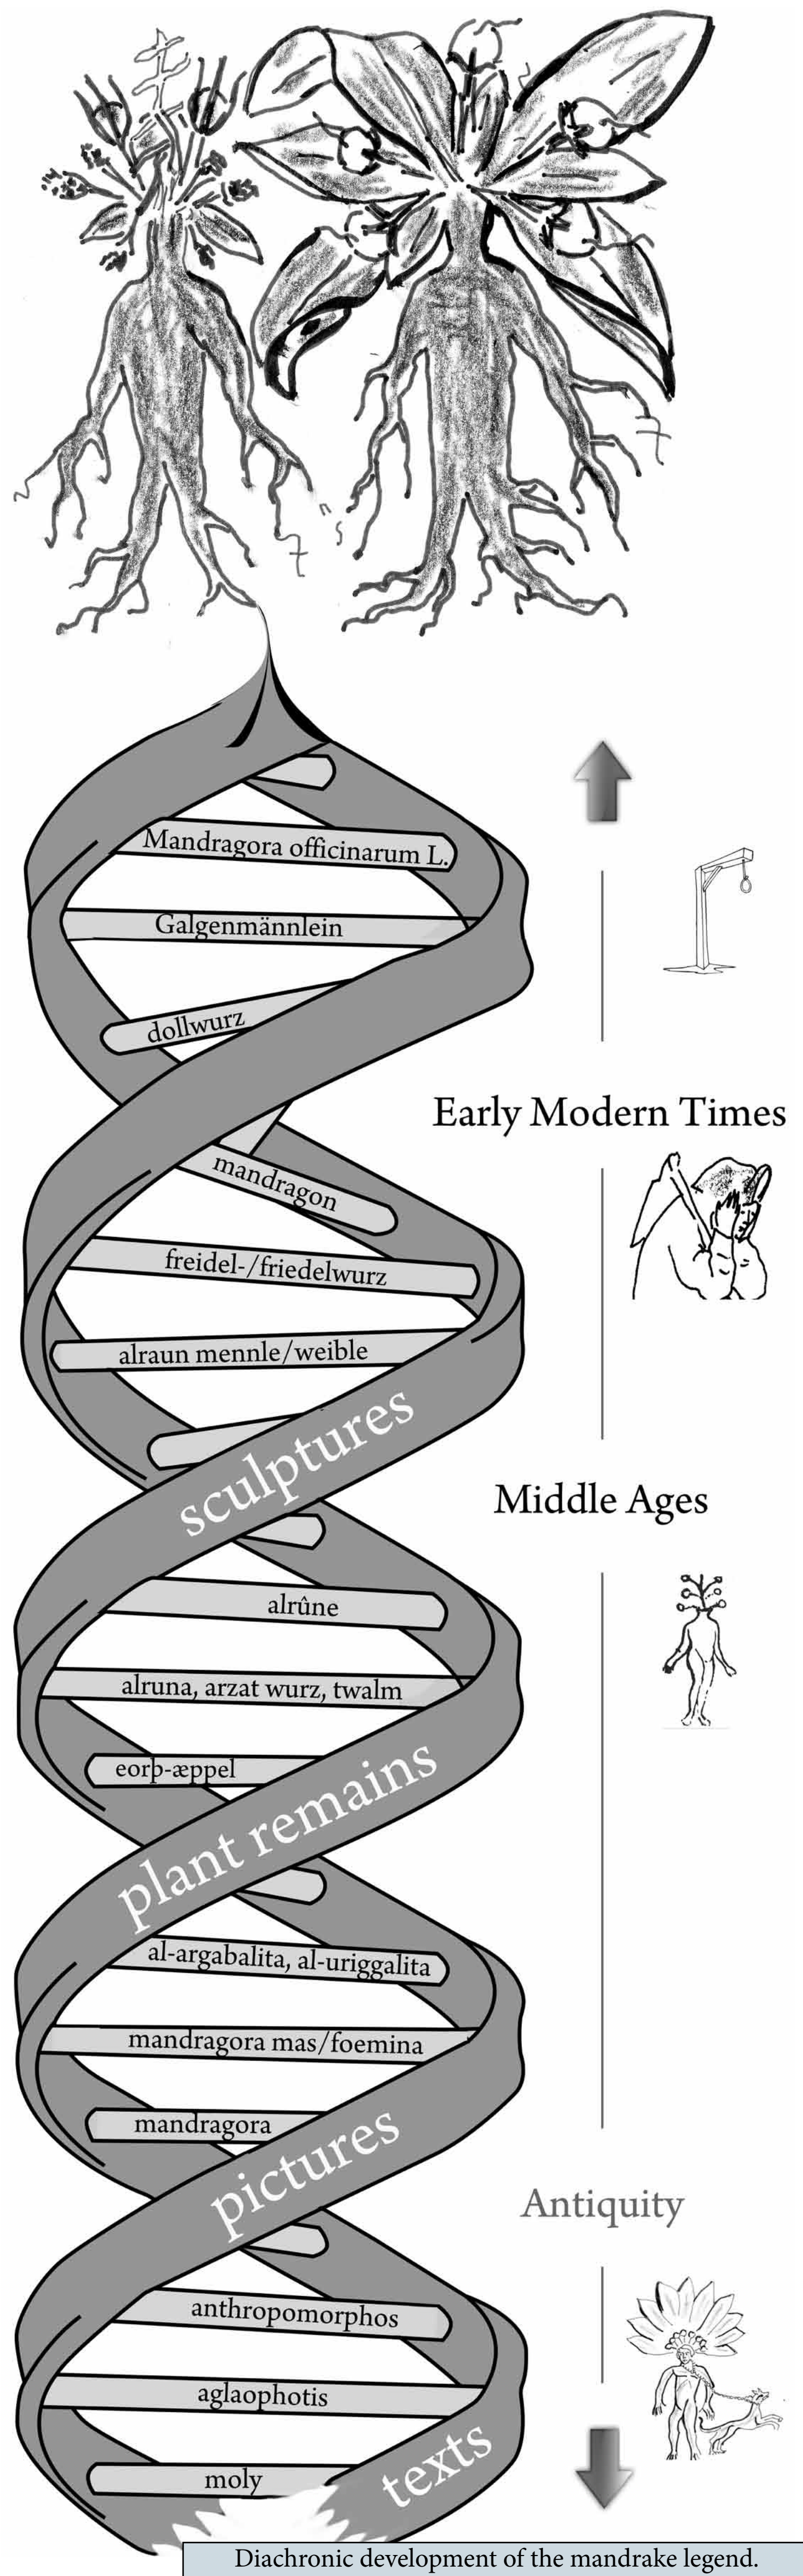 Mandragora officinarum L.
Galgenmännlein
dollwurz
Early Modern Times
mandragon
freidel-/friedelwurz
alraun mennle/weible
sculptures
Middle Ages
alrûne
alruna, arzat wurz, twalm
eorþ-æppel
plant remains
al-argabalita, al-uriggalita
mandragora mas/foemina
mandragora
pictures
Antiquity
anthropomorphos
aglaophotis
texts
moly
Diachronic development of the mandrake legend.